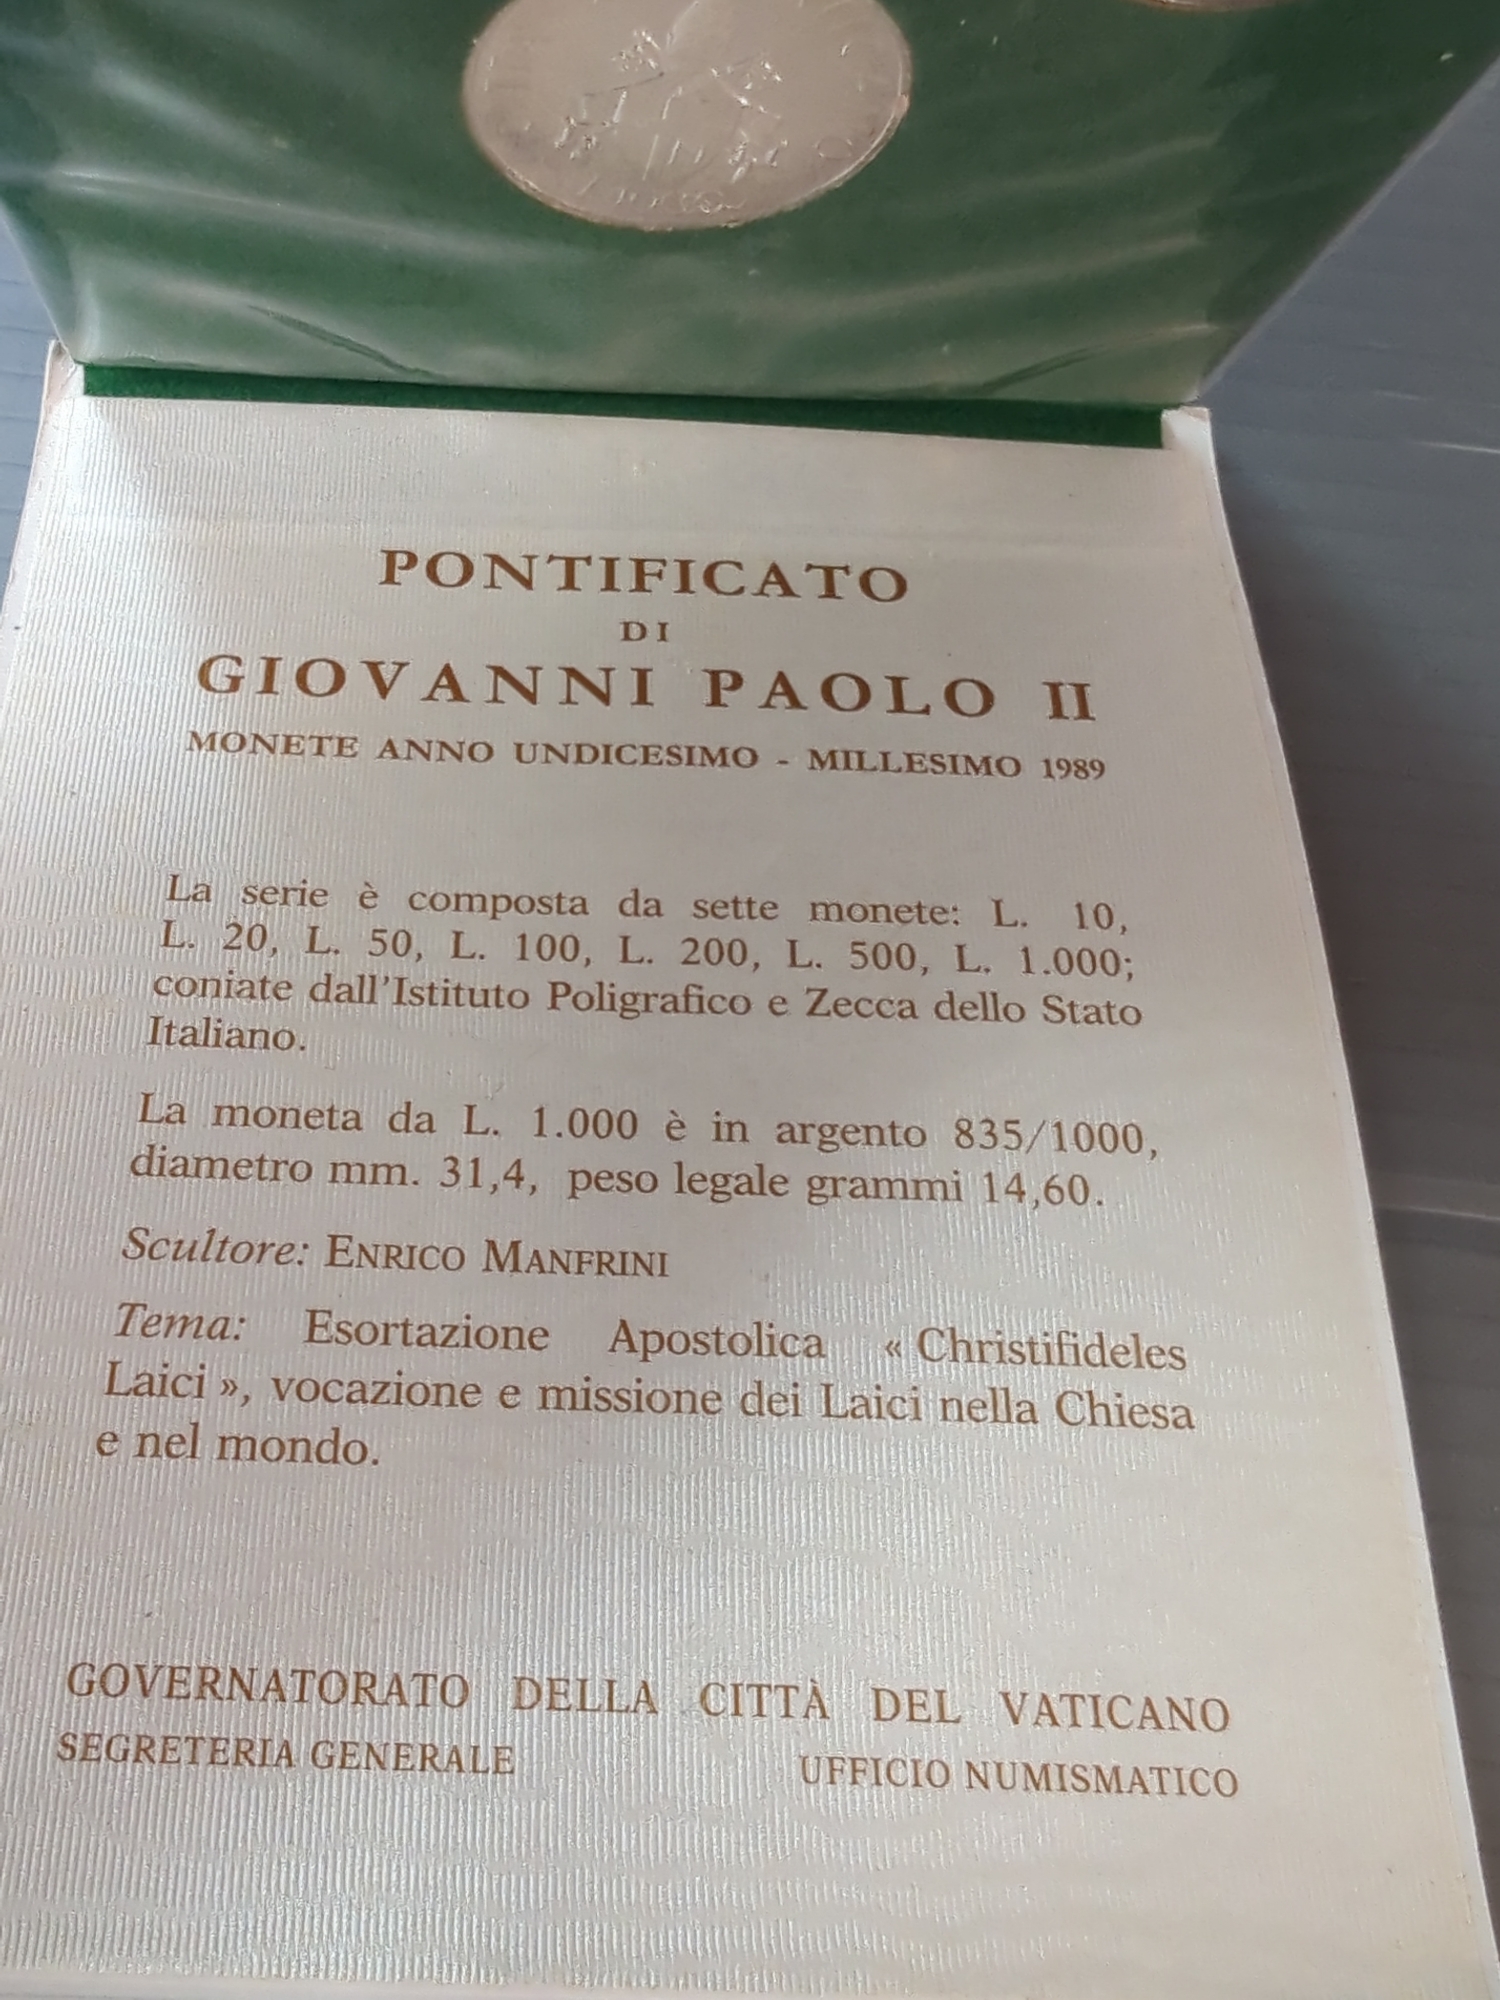 PONTIFICATO
DI
GIOVANNI PAOLO II
MONETE ANNO UNDICESIMO - MILLESIMO 1989
La serie è composta da sette monete: L. 10,
L. 20, L. 50, L. 100, L. 200, L. 500, L. 1.000;
coniate dall'Istituto Poligrafico e Zecca dello Stato
Italiano.
La moneta da L. 1.000 è in argento 835/1000,
diametro mm. 31,4, peso legale grammi 14,60.
Scultore: ENRICO MANFRINI
Tema: Esortazione Apostolica « Christifideles
Laici », vocazione e missione dei Laici nella Chiesa
e nel mondo.
GOVERNATORATO DELLA CITTÀ DEL VATICANO
SEGRETERIA GENERALE UFFICIO NUMISMATICO